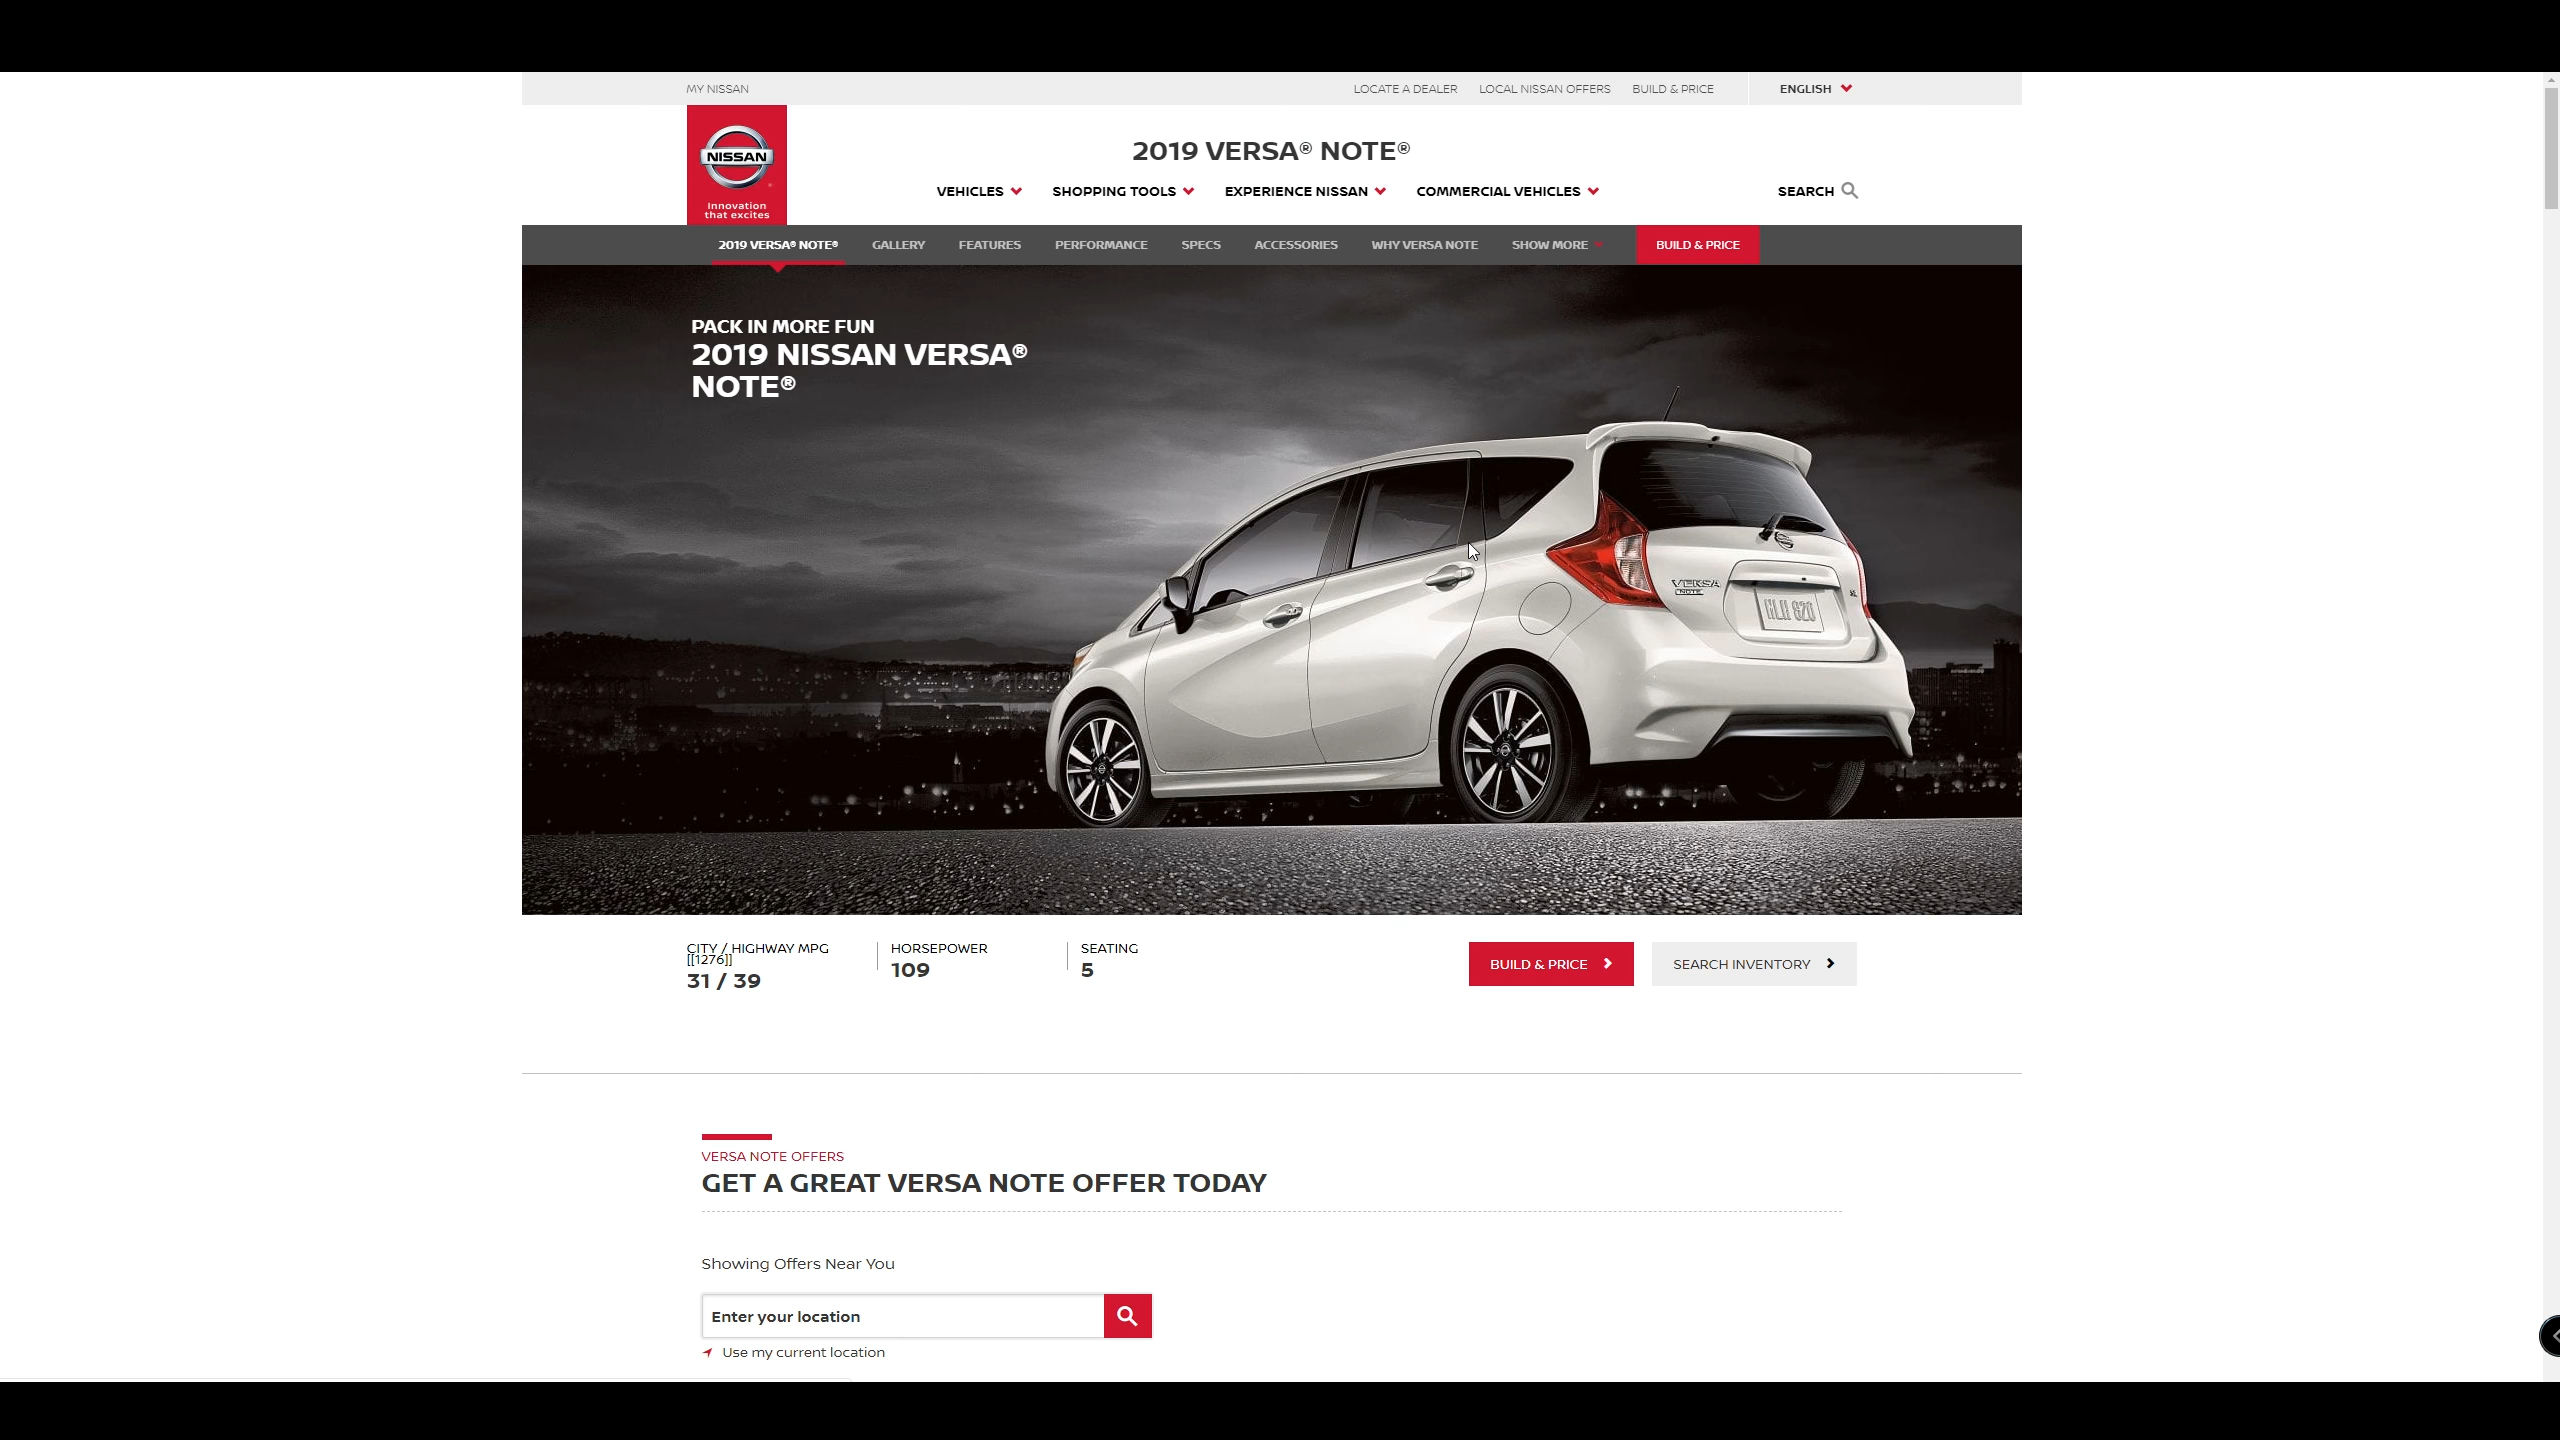 MY NISSAN
LOCATE A DEALER LOCAL NISSAN OFFERS BUILD & PRICE ENGLISH
NISSAN
Innovation
that excites
2019 VERSA® NOTE®
VEHICLES SHOPPING TOOLS EXPERIENCE NISSAN COMMERCIAL VEHICLES SEARCH
2019 VERSA® NOTE® GALLERY FEATURES PERFORMANCE SPECS ACCESSORIES WHY VERSA NOTE SHOW MORE BUILD & PRICE
PACK IN MORE FUN
2019 NISSAN VERSA®
NOTE®
VERSA
NOTE
CITY / HIGHWAY MPG
[[1276]]
31 / 39
HORSEPOWER
109
SEATING
5
BUILD & PRICE
SEARCH INVENTORY
VERSA NOTE OFFERS
GET A GREAT VERSA NOTE OFFER TODAY
Showing Offers Near You
Enter your location
Use my current location